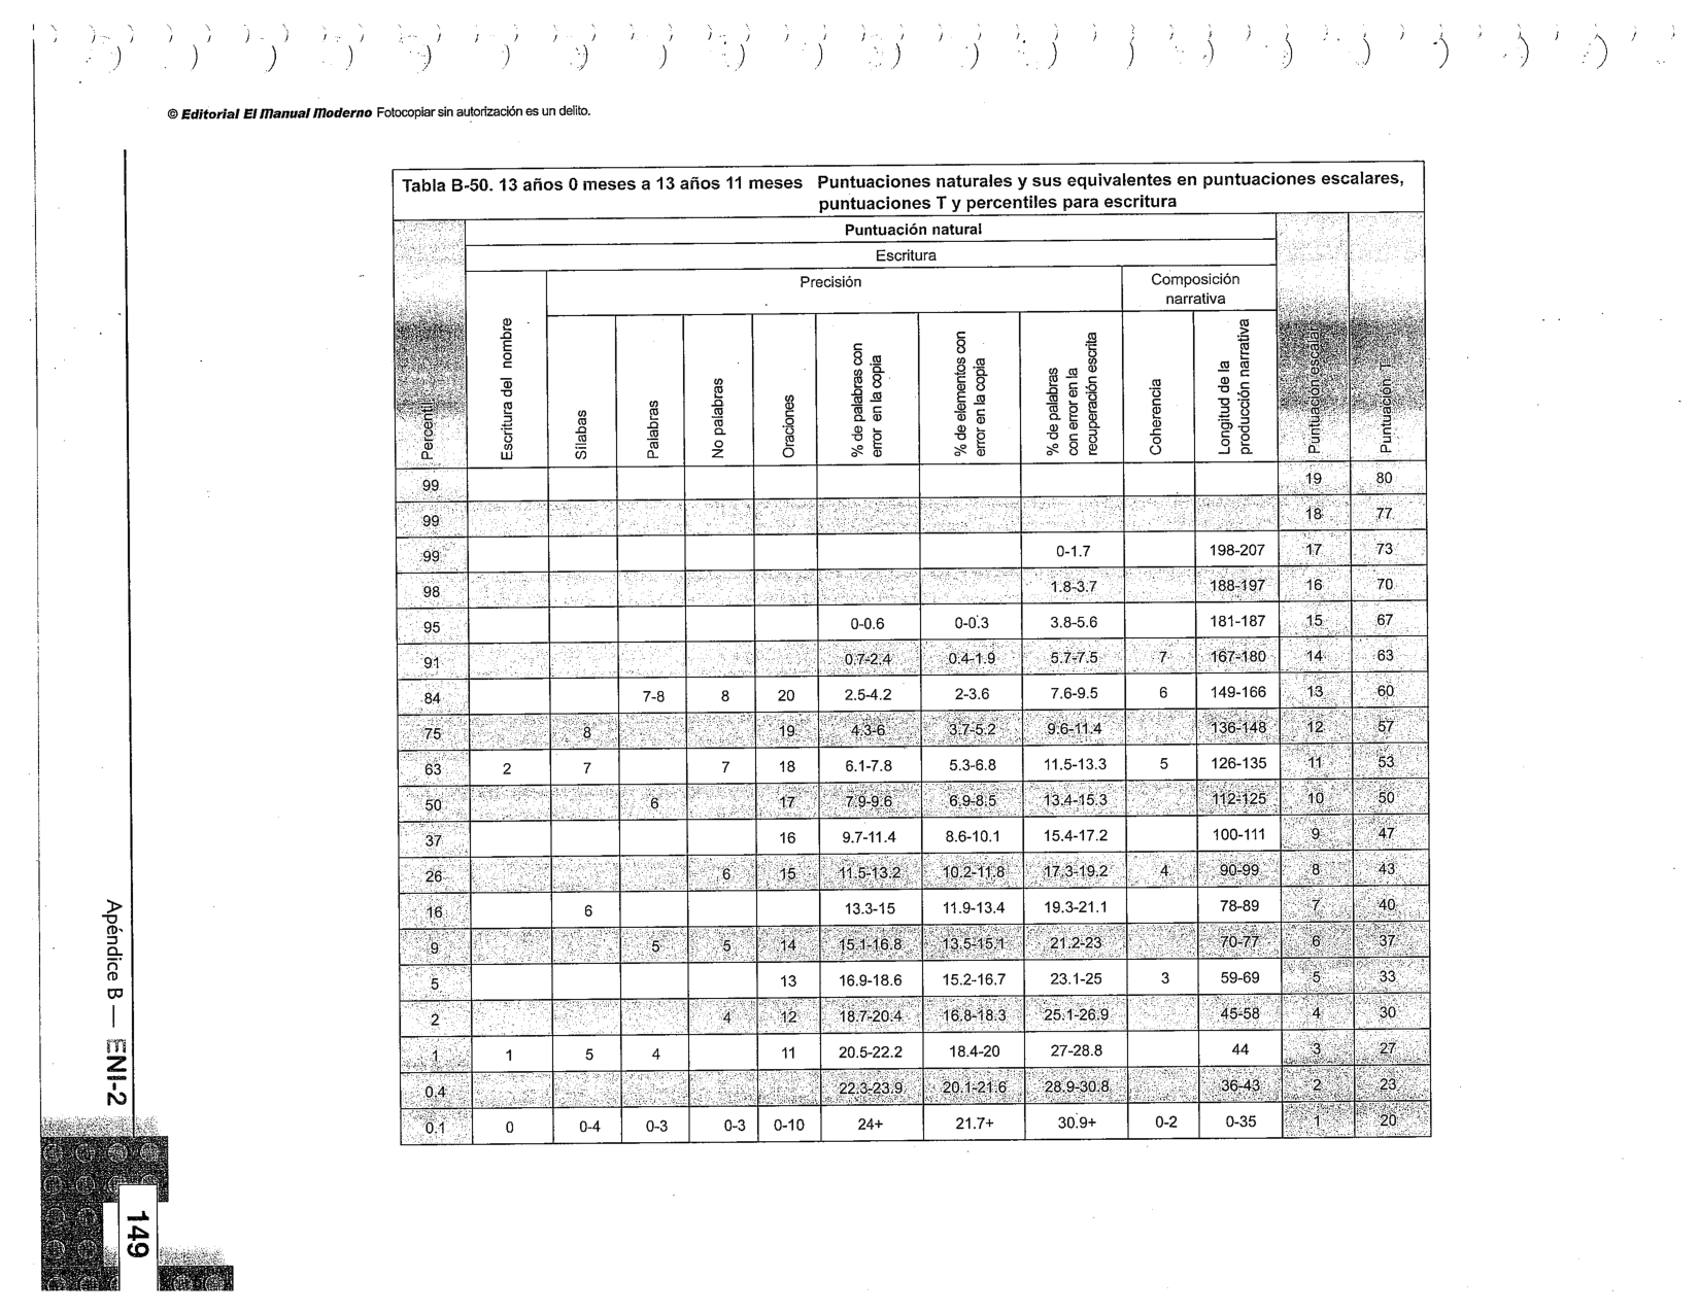 © Editorial El Manual Moderno Fotocopiar sin autorización es un delito.
Tabla B-50. 13 años 0 meses a 13 años 11 meses Puntuaciones naturales y sus equivalentes en puntuaciones escalares,
puntuaciones T y percentiles para escritura
Puntuación natural
Escritura
Precisión
Composición
narrativa
Percentil
Escritura del nombre
Sílabas
Palabras
No palabras
Oraciones
% de palabras con
error en la copia
% de elementos con
error en la copia
% de palabras
con error en la
recuperación escrita
Coherencia
Longitud de la
producción narrativa
Puntuación escalar
Puntuación T
99 19 80
99 18 77
99 0-1.7 198-207 17 73
98 1.8-3.7 188-197 16 70
95 0-0.6 0-0.3 3.8-5.6 181-187 15 67
91 0.7-2.4 0.4-1.9 5.7-7.5 7 167-180 14 63
84 7-8 8 20 2.5-4.2 2-3.6 7.6-9.5 6 149-166 13 60
75 8 19 4.3-6 3.7-5.2 9.6-11.4 136-148 12 57
63 2 7 7 18 6.1-7.8 5.3-6.8 11.5-13.3 5 126-135 11 53
50 6 17 7.9-9.6 6.9-8.5 13.4-15.3 112-125 10 50
37 16 9.7-11.4 8.6-10.1 15.4-17.2 100-111 9 47
26 6 15 11.5-13.2 10.2-11.8 17.3-19.2 4 90-99 8 43
16 6 13.3-15 11.9-13.4 19.3-21.1 78-89 7 40
9 5 5 14 15.1-16.8 13.5-15.1 21.2-23 70-77 6 37
5 13 16.9-18.6 15.2-16.7 23.1-25 3 59-69 5 33
2 4 12 18.7-20.4 16.8-18.3 25.1-26.9 45-58 4 30
1 1 5 4 11 20.5-22.2 18.4-20 27-28.8 44 3 27
0.4 22.3-23.9 20.1-21.6 28.9-30.8 36-43 2 23
0.1 0 0-4 0-3 0-3 0-10 24+ 21.7+ 30.9+ 0-2 0-35 1 20
Apéndice B — ENI-2
149